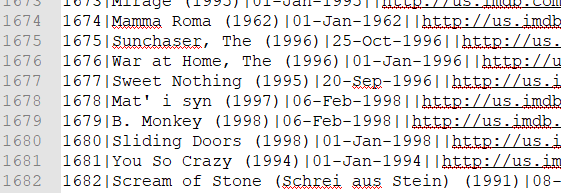 1673 1673|Mirage (1995)|01-Jan-1995||http://us.imdb.com
1674 1674|Mamma Roma (1962)|01-Jan-1962||http://us.imdb
1675 1675|Sunchaser, The (1996)|25-Oct-1996||http://us.
1676 1676|War at Home, The (1996)|01-Jan-1996||http://u
1677 1677|Sweet Nothing (1995)|20-Sep-1996||http://us.i
1678 1678|Mat' i syn (1997)|06-Feb-1998||http://us.imdb
1679 1679|B. Monkey (1998)|06-Feb-1998||http://us.imdb.
1680 1680|Sliding Doors (1998)|01-Jan-1998||http://us.i
1681 1681|You So Crazy (1994)|01-Jan-1994||http://us.im
1682 1682|Scream of Stone (Schrei aus Stein) (1991)|08-